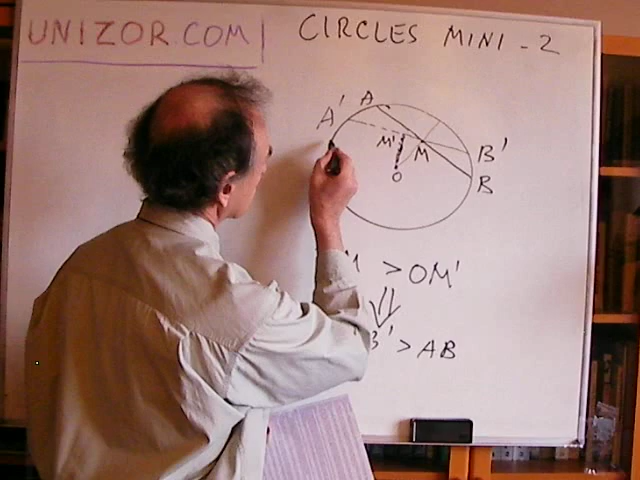 UNIZOR.COM
CIRCLES MINI - 2
A' A
M' M B'
O B
> OM'
⇓
B' > AB